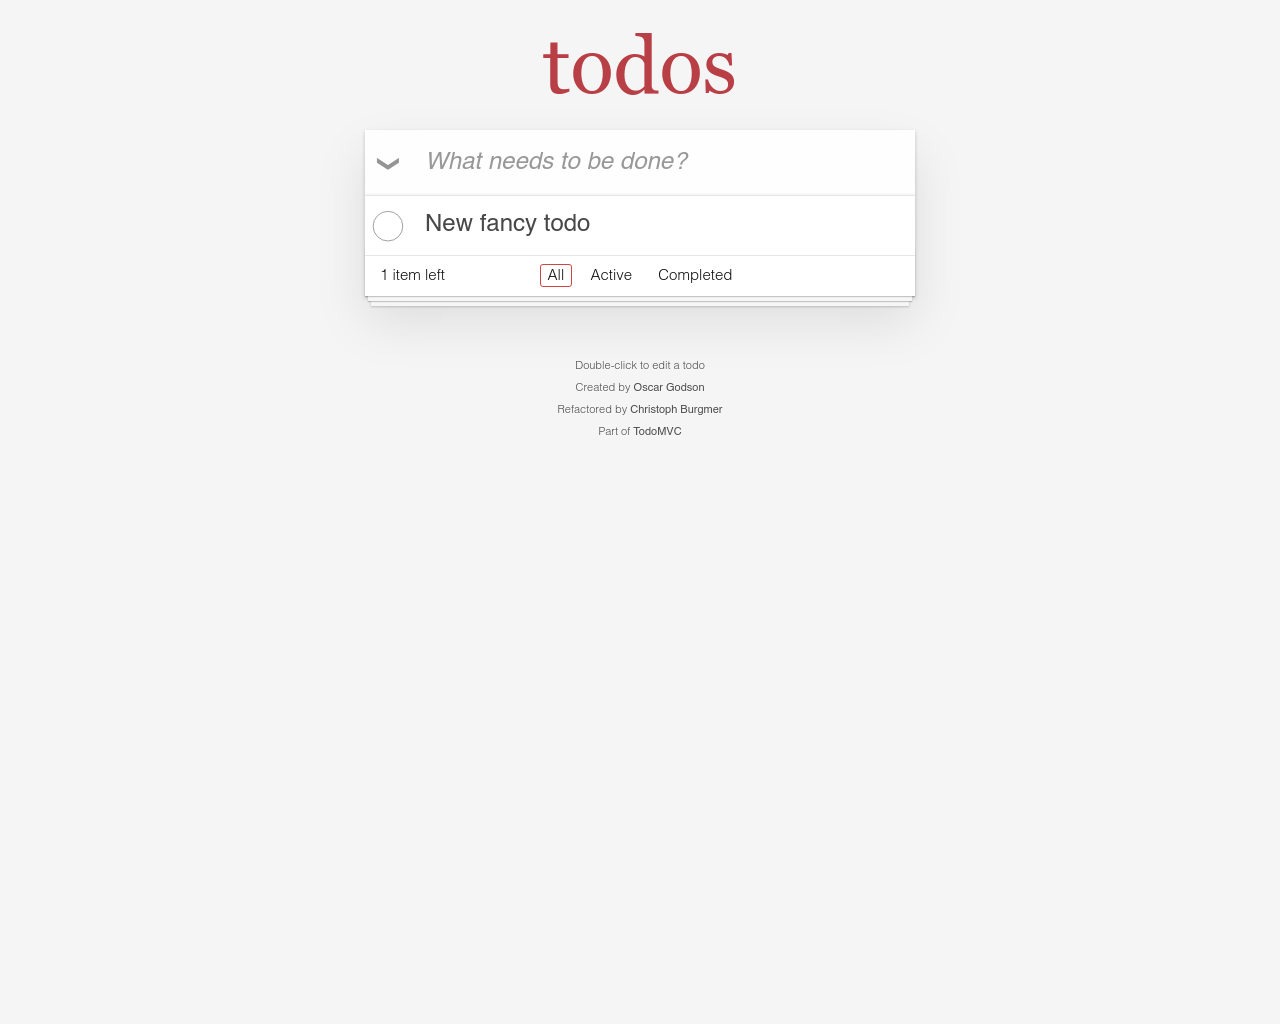 todos
What needs to be done?
New fancy todo
1 item left All Active Completed
Double-click to edit a todo
Created by Oscar Godson
Refactored by Christoph Burgmer
Part of TodoMVC